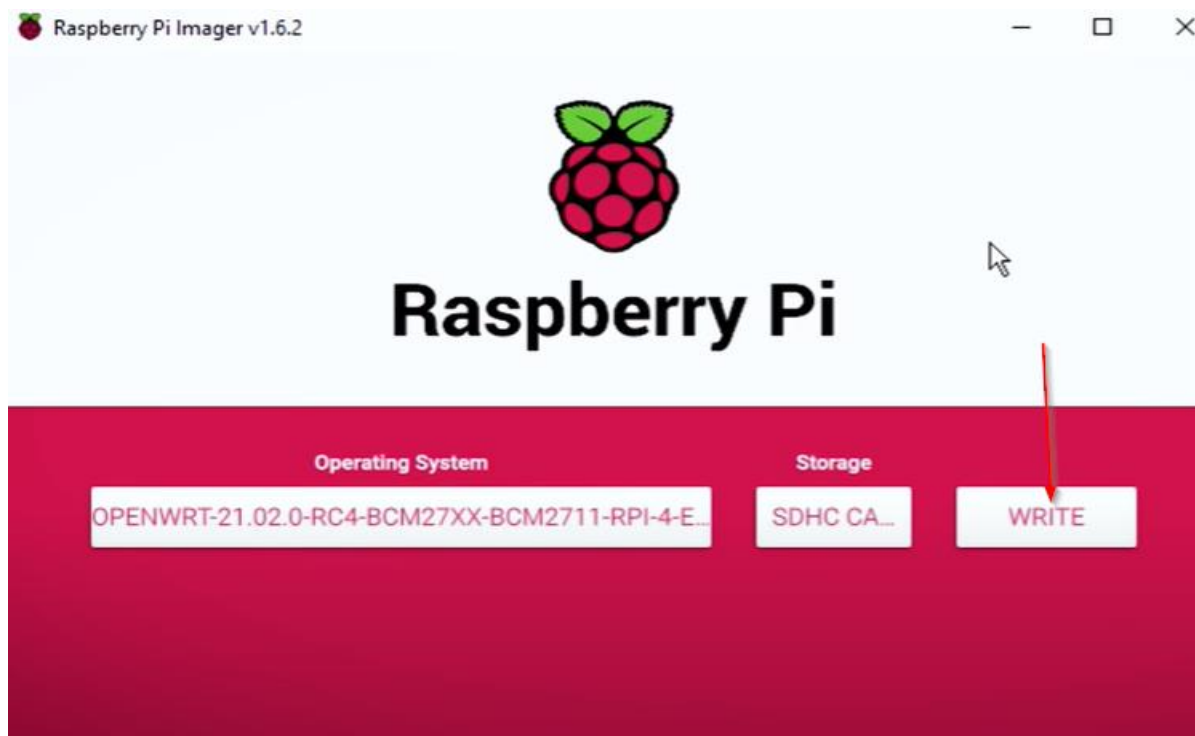 Raspberry Pi Imager v1.6.2
Raspberry Pi
Operating System
Storage
OPENWRT-21.02.0-RC4-BCM27XX-BCM2711-RPI-4-E...
SDHC CA...
WRITE